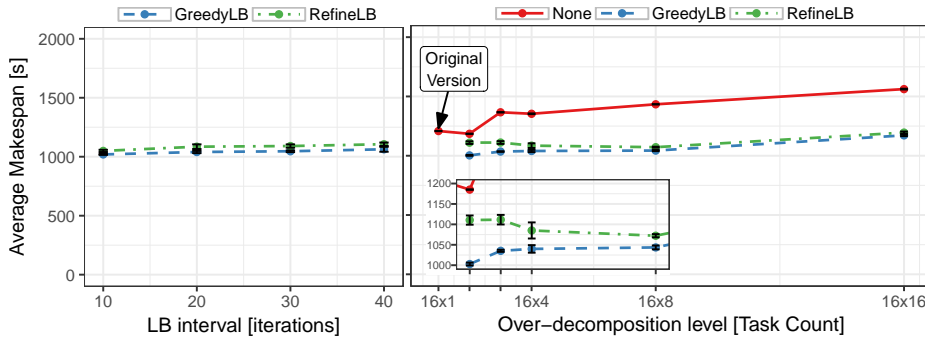 GreedyLB RefineLB
None GreedyLB RefineLB
Average Makespan [s]
2000
1500
1000
500
0
10 20 30 40
LB interval [iterations]
Original
Version
1200
1100
1050
1000
16x1 16x4 16x8 16x16
Over−decomposition level [Task Count]